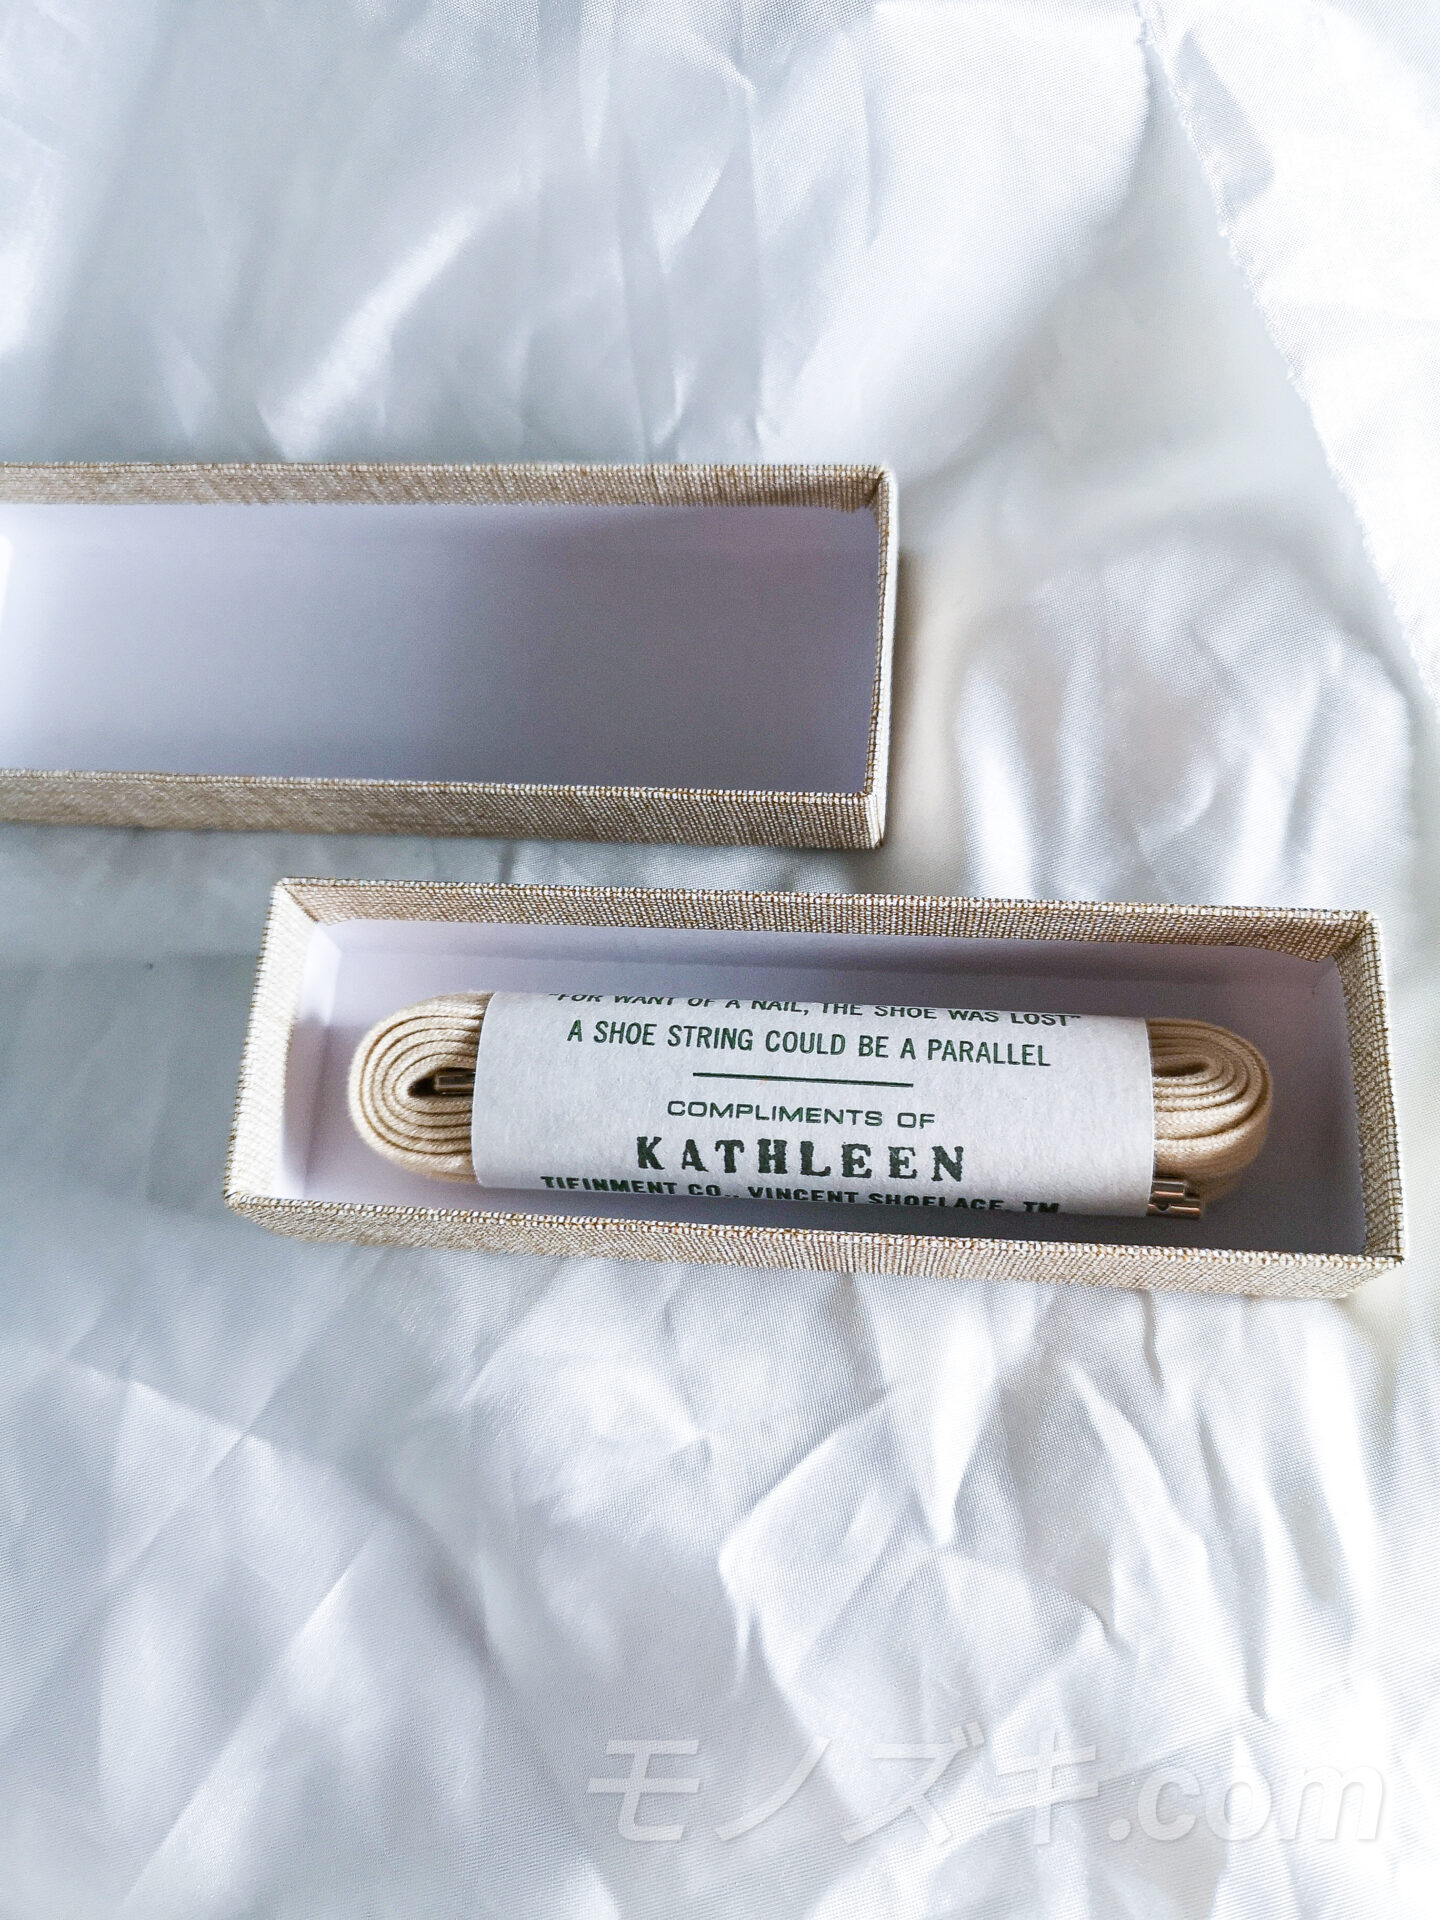 "FOR WANT OF A NAIL, THE SHOE WAS LOST"
A SHOE STRING COULD BE A PARALLEL
COMPLIMENTS OF
KATHLEEN
TIFINMENT CO., VINCENT SHOELACE, TM
モノズキ.com